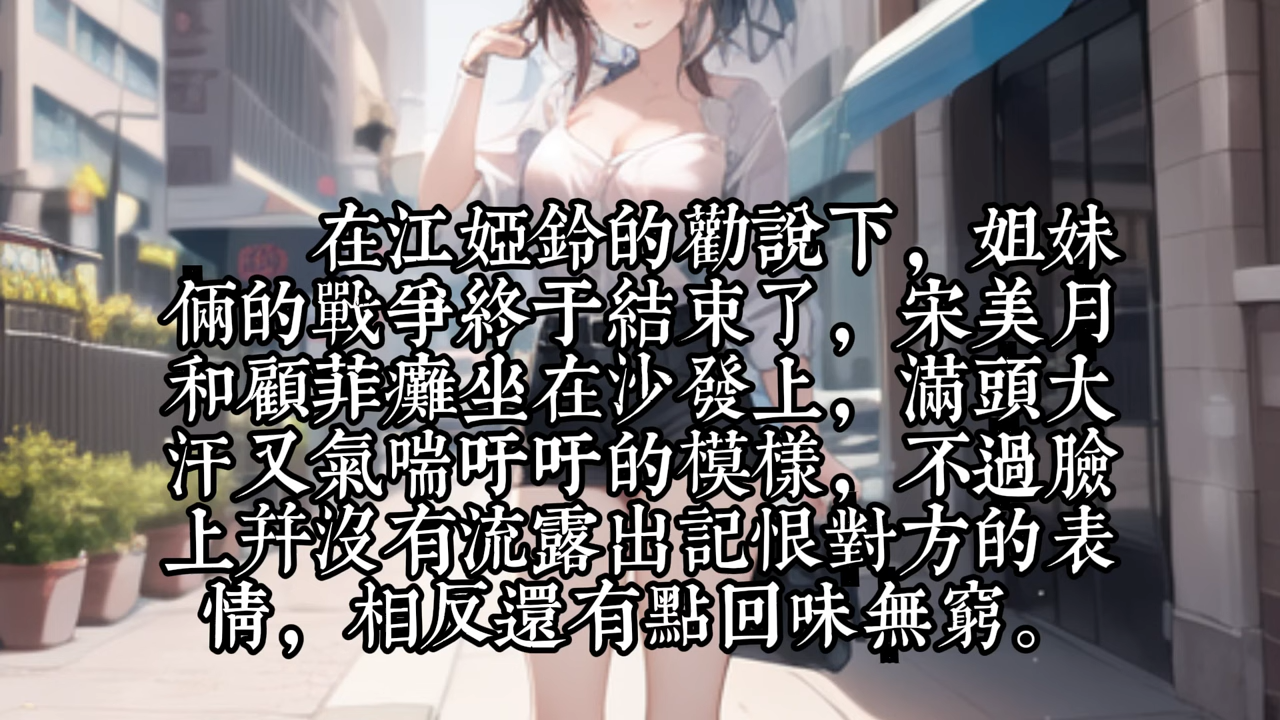 在江婭鈴的勸說下，姐妹
倆的戰爭終于結束了，宋美月
和顧菲癱坐在沙發上，滿頭大
汗又氣喘吁吁的模樣，不過臉
上幷沒有流露出記恨對方的表
情，相反還有點回味無窮。